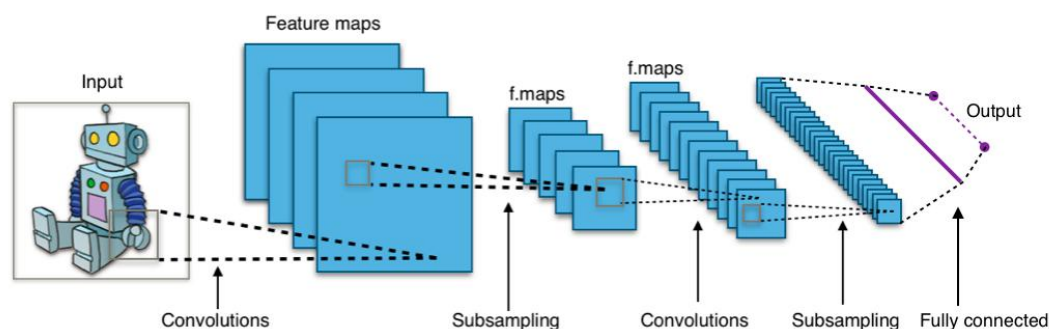 Feature maps
Input
f.maps
f.maps
Output
Convolutions
Subsampling
Convolutions
Subsampling
Fully connected